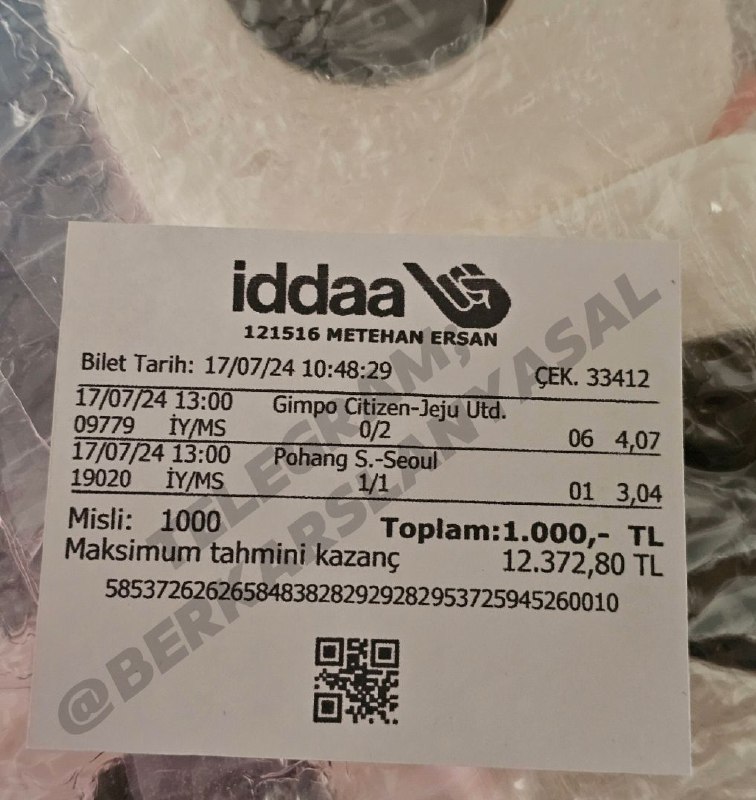 iddaa
121516 METEHAN ERSAN
Bilet Tarih: 17/07/24 10:48:29 ÇEK. 33412
17/07/24 13:00 Gimpo Citizen-Jeju Utd.
09779 İY/MS 0/2 06 4,07
17/07/24 13:00 Pohang S.-Seoul
19020 İY/MS 1/1 01 3,04
Misli: 1000 Toplam:1.000,- TL
Maksimum tahmini kazanç 12.372,80 TL
5853726262658483828292928295372594526​0010
TELEGRAM;
@BERKARSLANYASAL